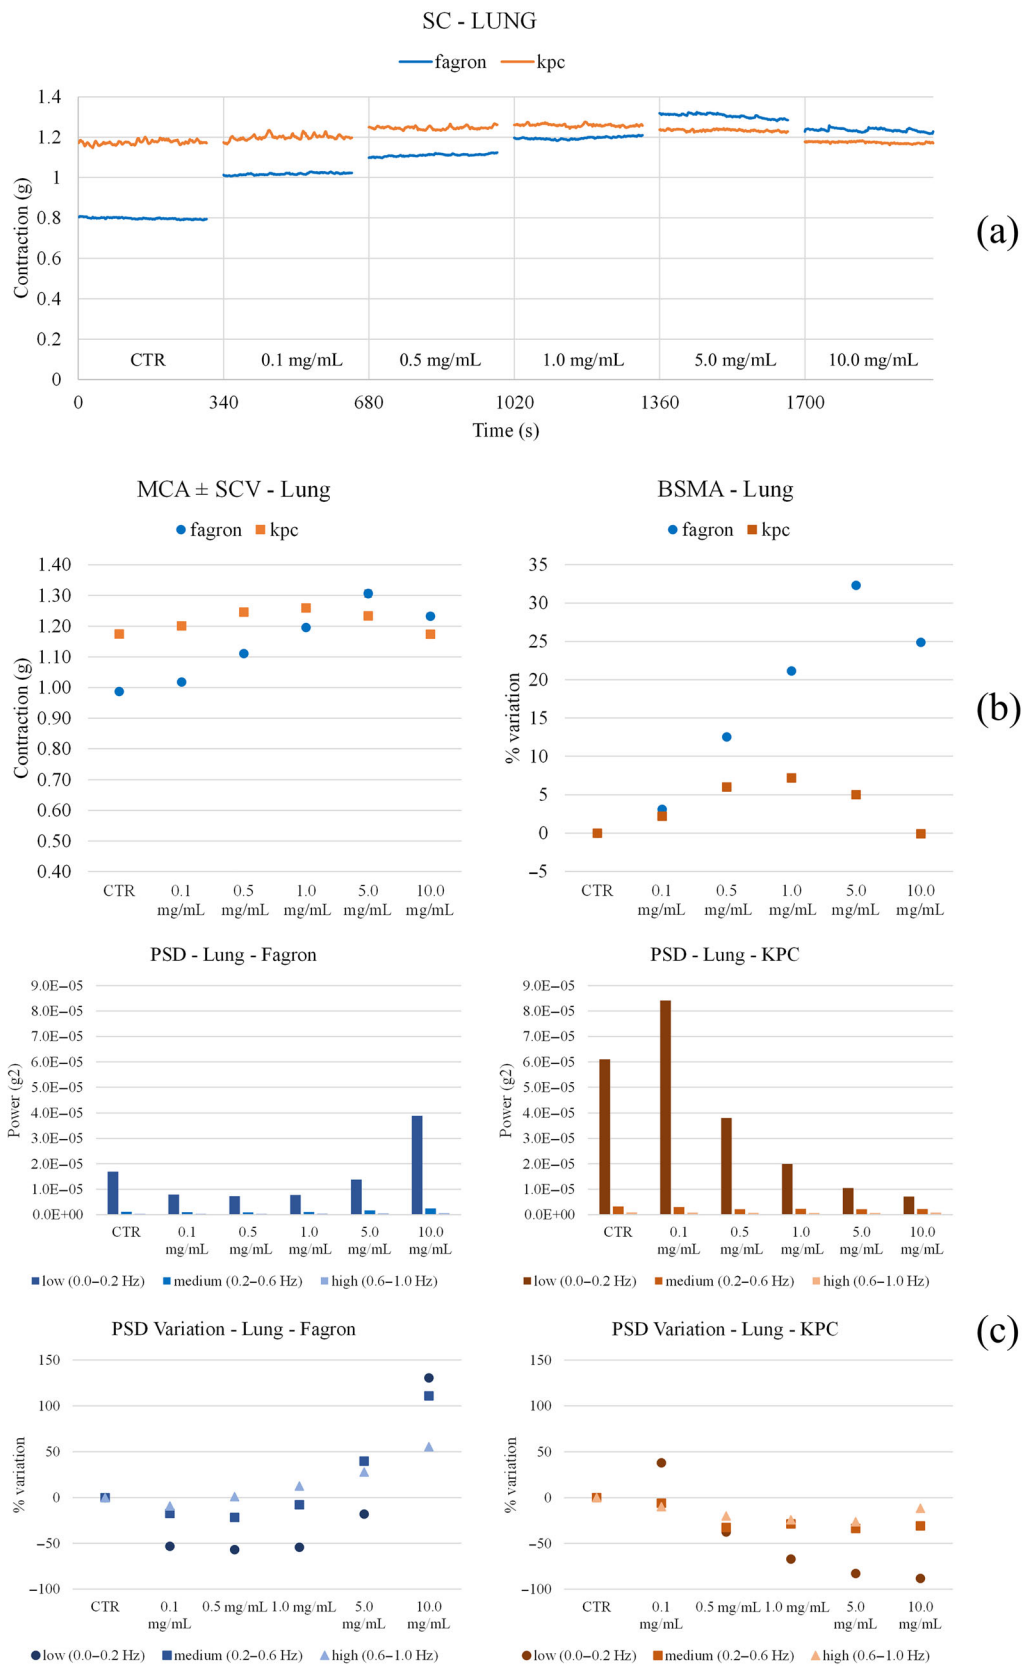 SC - LUNG
fagron kpc
1.4
1.2
1
0.8
0.6
0.4
0.2
0
Contraction (g)
CTR 0.1 mg/mL 0.5 mg/mL 1.0 mg/mL 5.0 mg/mL 10.0 mg/mL
0 340 680 1020 1360 1700
Time (s)
(a)
MCA ± SCV - Lung
fagron kpc
1.40
1.30
1.20
1.10
1.00
0.90
0.80
0.70
0.60
0.50
0.40
Contraction (g)
CTR 0.1 0.5 1.0 5.0 10.0
mg/mL mg/mL mg/mL mg/mL mg/mL
BSMA - Lung
fagron kpc
35
30
25
20
15
10
5
0
−5
% variation
CTR 0.1 0.5 1.0 5.0 10.0
mg/mL mg/mL mg/mL mg/mL mg/mL
(b)
PSD - Lung - Fagron
9.0E−05
8.0E−05
7.0E−05
6.0E−05
5.0E−05
4.0E−05
3.0E−05
2.0E−05
1.0E−05
0.0E+00
Power (g2)
CTR 0.1 0.5 1.0 5.0 10.0
mg/mL mg/mL mg/mL mg/mL mg/mL
low (0.0–0.2 Hz) medium (0.2–0.6 Hz) high (0.6–1.0 Hz)
PSD - Lung - KPC
9.0E−05
8.0E−05
7.0E−05
6.0E−05
5.0E−05
4.0E−05
3.0E−05
2.0E−05
1.0E−05
0.0E+00
Power (g2)
CTR 0.1 0.5 1.0 5.0 10.0
mg/mL mg/mL mg/mL mg/mL mg/mL
low (0.0–0.2 Hz) medium (0.2–0.6 Hz) high (0.6–1.0 Hz)
PSD Variation - Lung - Fagron
150
100
50
0
−50
−100
% variation
CTR 0.1 0.5 mg/mL 1.0 mg/mL 5.0 10.0
mg/mL mg/mL mg/mL
low (0.0–0.2 Hz) medium (0.2–0.6 Hz) high (0.6–1.0 Hz)
PSD Variation - Lung - KPC
150
100
50
0
−50
−100
% variation
CTR 0.1 0.5 mg/mL 1.0 mg/mL 5.0 10.0
mg/mL mg/mL mg/mL
low (0.0–0.2 Hz) medium (0.2–0.6 Hz) high (0.6–1.0 Hz)
(c)